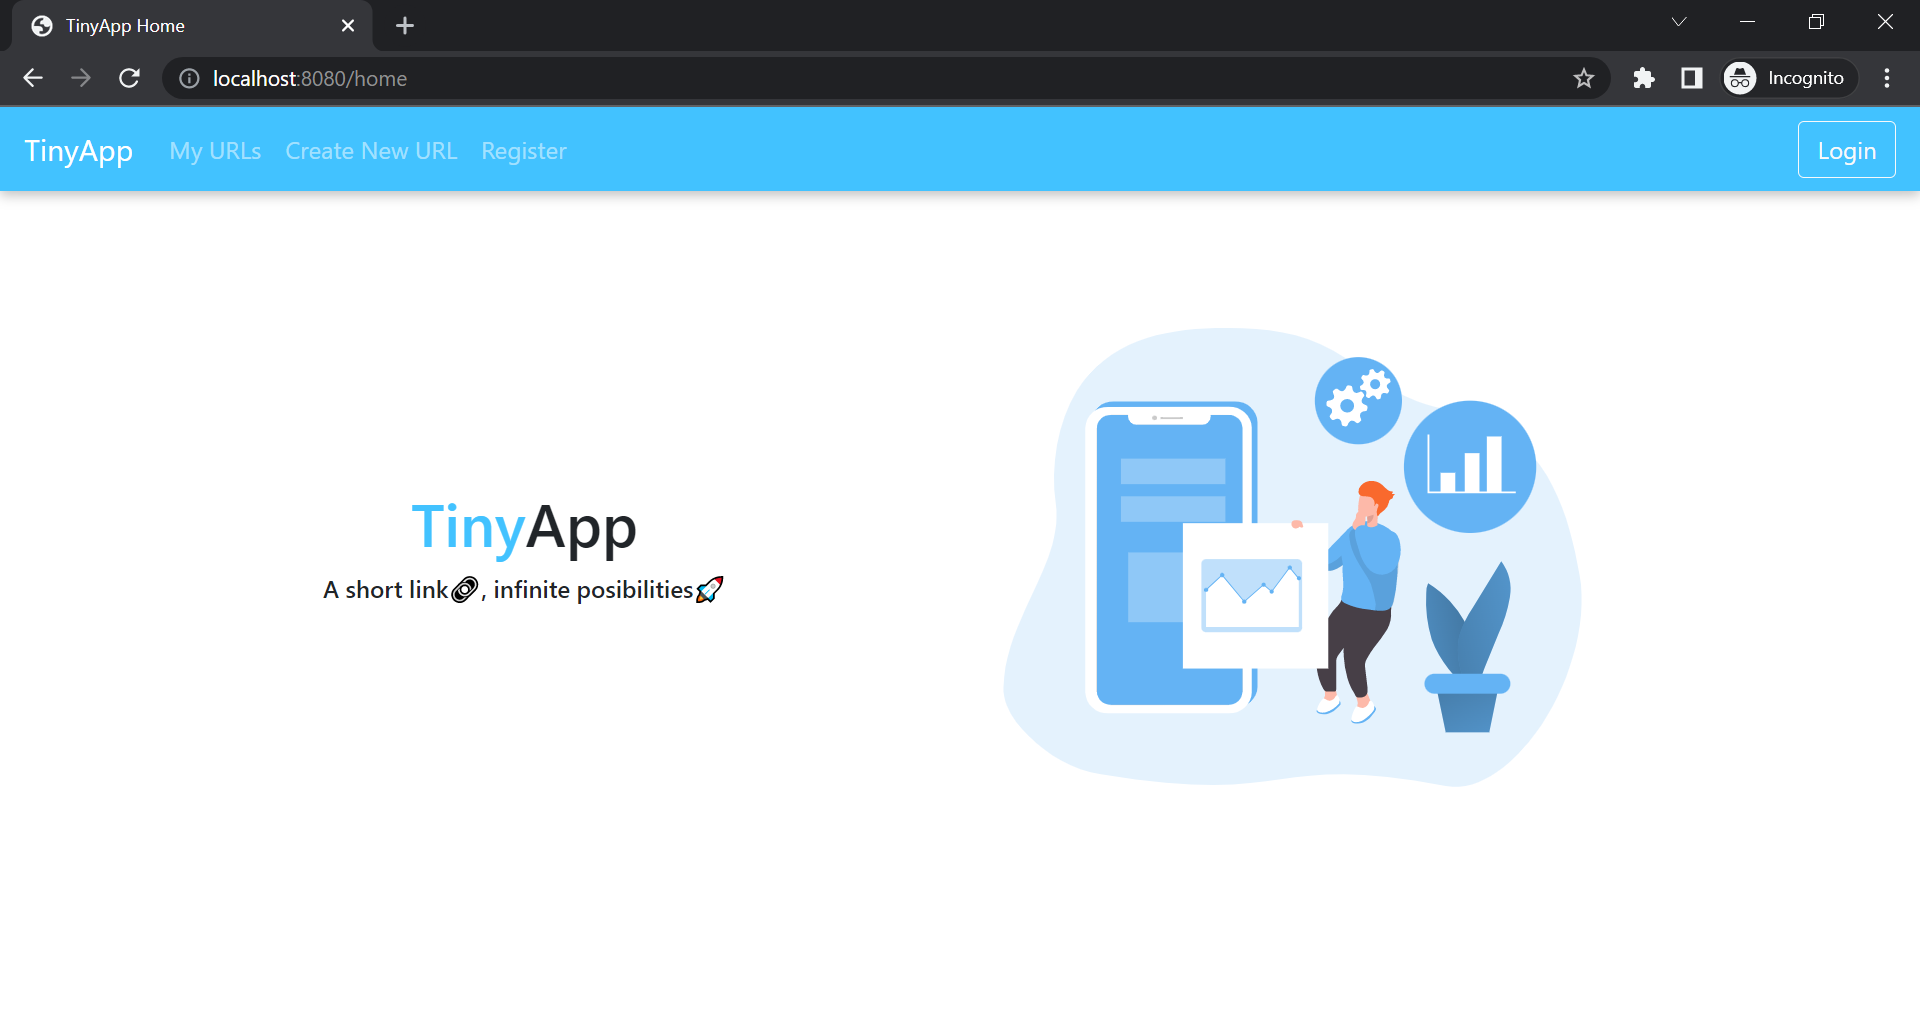 TinyApp Home
localhost:8080/home
Incognito
TinyApp My URLs Create New URL Register Login
TinyApp
A short link🔗, infinite posibilities🚀